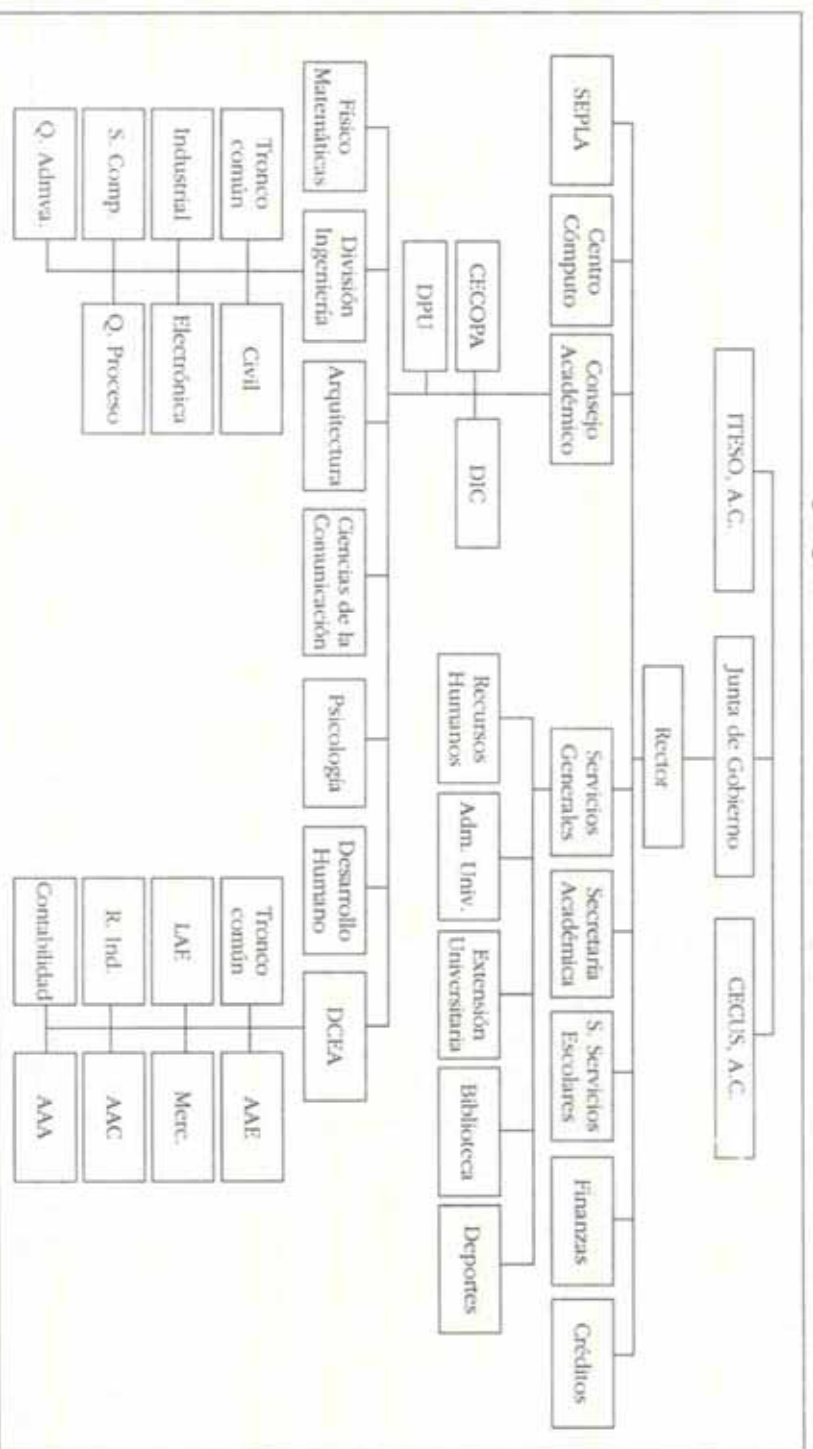 ITESO, A.C.
Junta de Gobierno
CECUS, A.C.
Rector
SEPLA
Centro
Cómputo
Consejo
Académico
Servicios
Generales
Secretaría
Académica
S. Servicios
Escolares
Finanzas
Créditos
CECOPA
DIC
DPU
Recursos
Humanos
Adm. Univ.
Extensión
Universitaria
Biblioteca
Deportes
Físico
Matemáticas
División
Ingeniería
Arquitectura
Ciencias de la
Comunicación
Psicología
Desarrollo
Humano
DCEA
Tronco
común
Civil
Industrial
Electrónica
S. Comp.
Q. Proceso
Q. Admva.
Tronco
común
AAE
LAE
Merc.
R. Ind.
AAC
Contabilidad
AAA